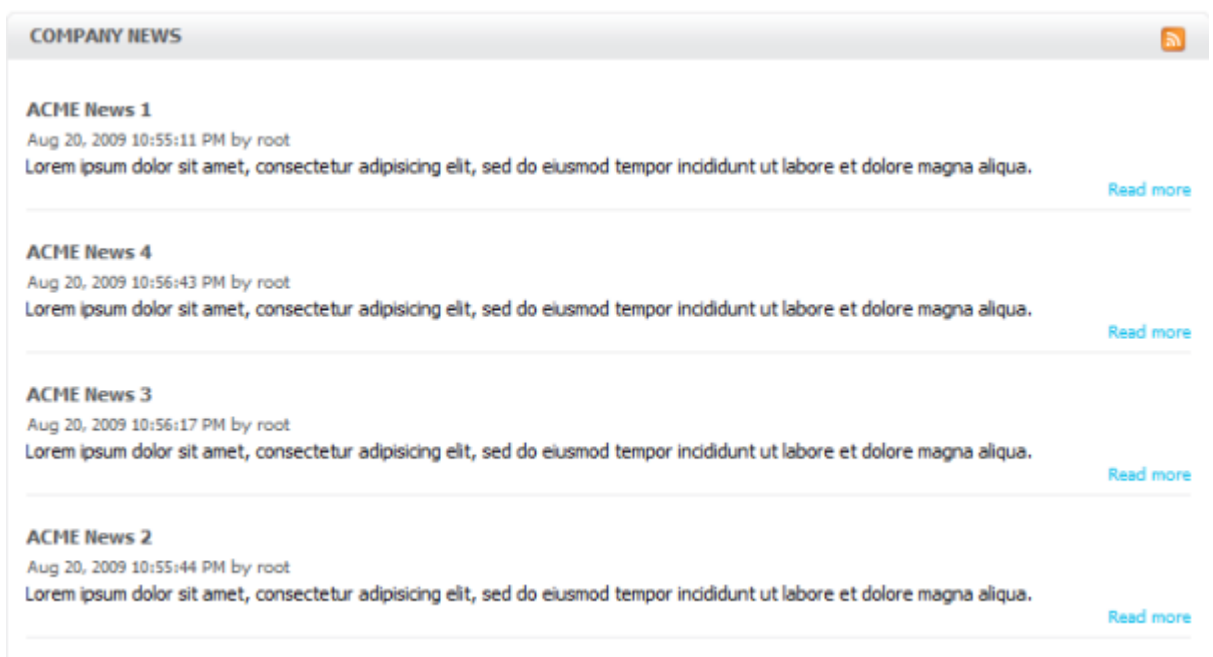 COMPANY NEWS
ACME News 1
Aug 20, 2009 10:55:11 PM by root
Lorem ipsum dolor sit amet, consectetur adipisicing elit, sed do eiusmod tempor incididunt ut labore et dolore magna aliqua.
Read more
ACME News 4
Aug 20, 2009 10:56:43 PM by root
Lorem ipsum dolor sit amet, consectetur adipisicing elit, sed do eiusmod tempor incididunt ut labore et dolore magna aliqua.
Read more
ACME News 3
Aug 20, 2009 10:56:17 PM by root
Lorem ipsum dolor sit amet, consectetur adipisicing elit, sed do eiusmod tempor incididunt ut labore et dolore magna aliqua.
Read more
ACME News 2
Aug 20, 2009 10:55:44 PM by root
Lorem ipsum dolor sit amet, consectetur adipisicing elit, sed do eiusmod tempor incididunt ut labore et dolore magna aliqua.
Read more